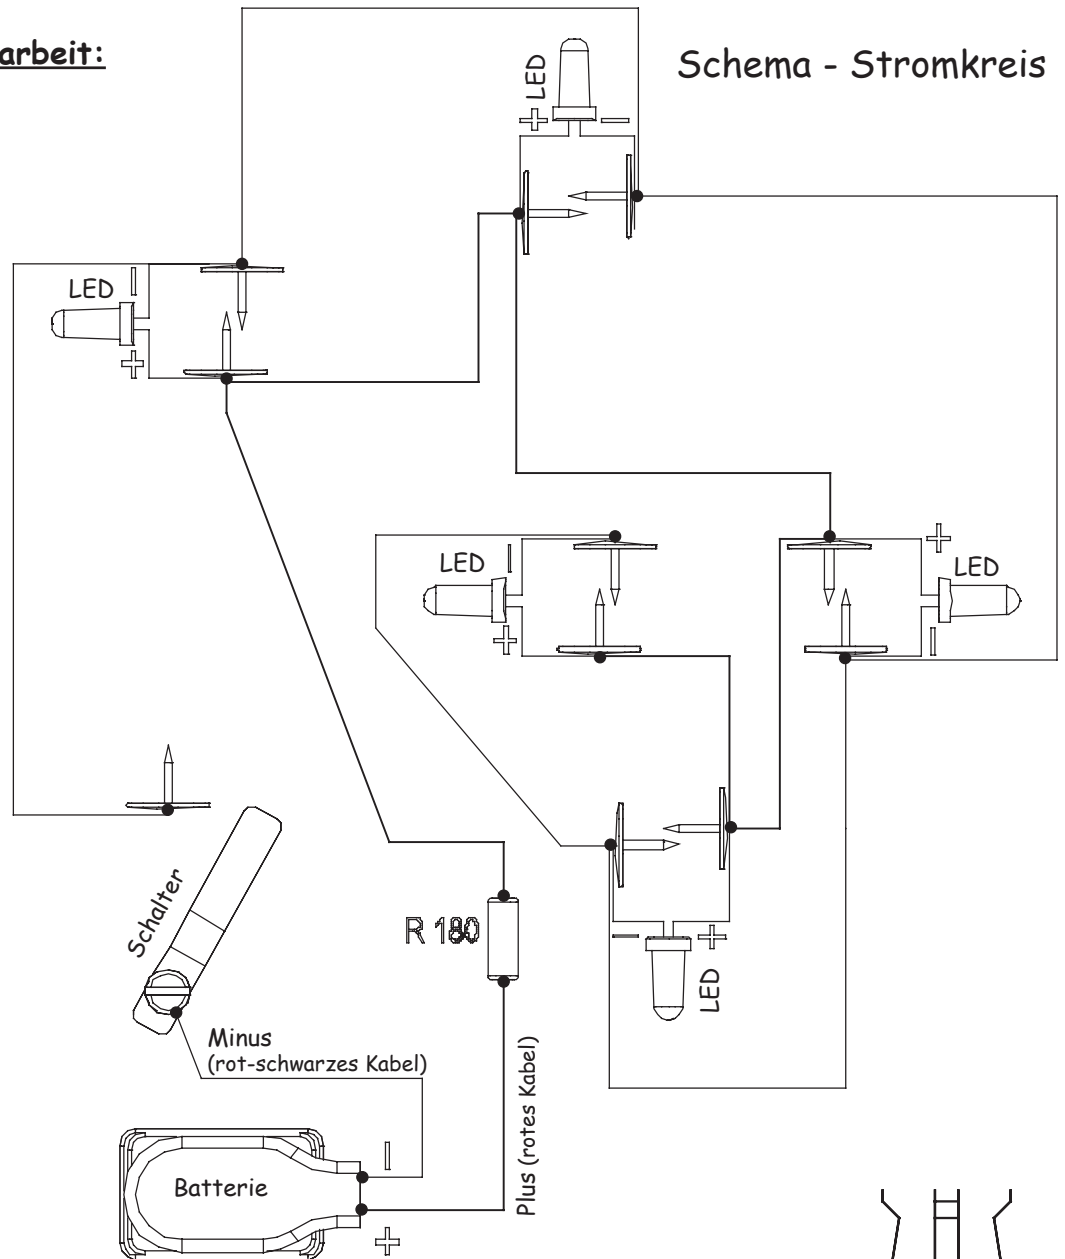 arbeit:
Schema - Stromkreis
LED
+ −
−
LED
+
−
LED
+
+
LED
−
− +
LED
Schalter
R 180
Minus
(rot-schwarzes Kabel)
Plus (rotes Kabel)
−
Batterie
+